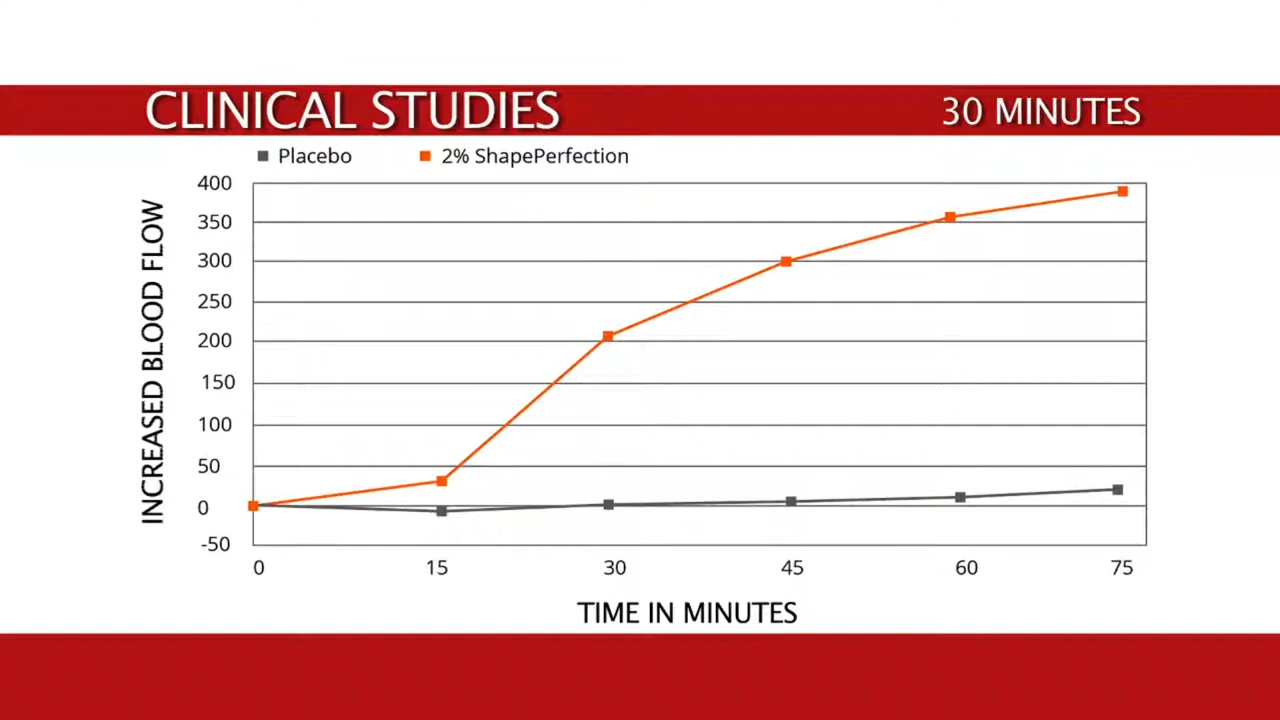 CLINICAL STUDIES
30 MINUTES
Placebo
2% ShapePerfection
INCREASED BLOOD FLOW
400
350
300
250
200
150
100
50
0
-50
0
15
30
45
60
75
TIME IN MINUTES